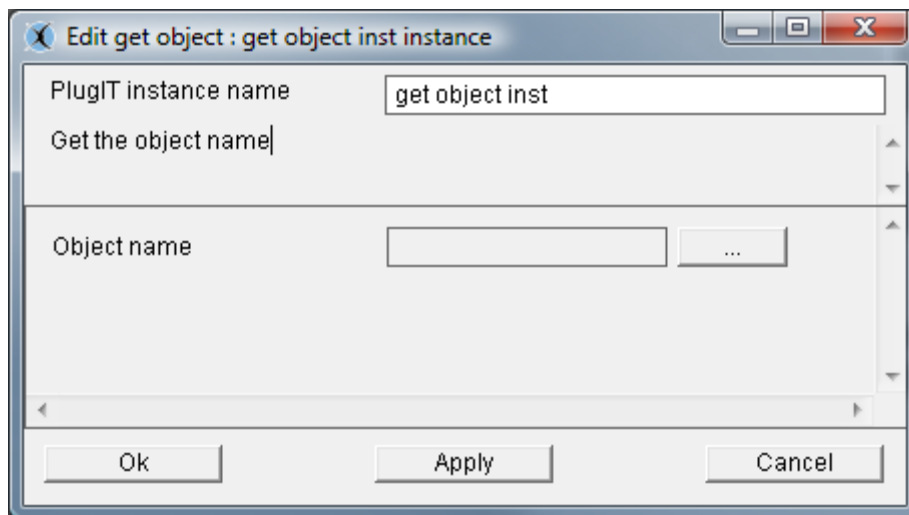 Edit get object : get object inst instance
PlugIT instance name
get object inst
Get the object name
Object name
...
Ok
Apply
Cancel